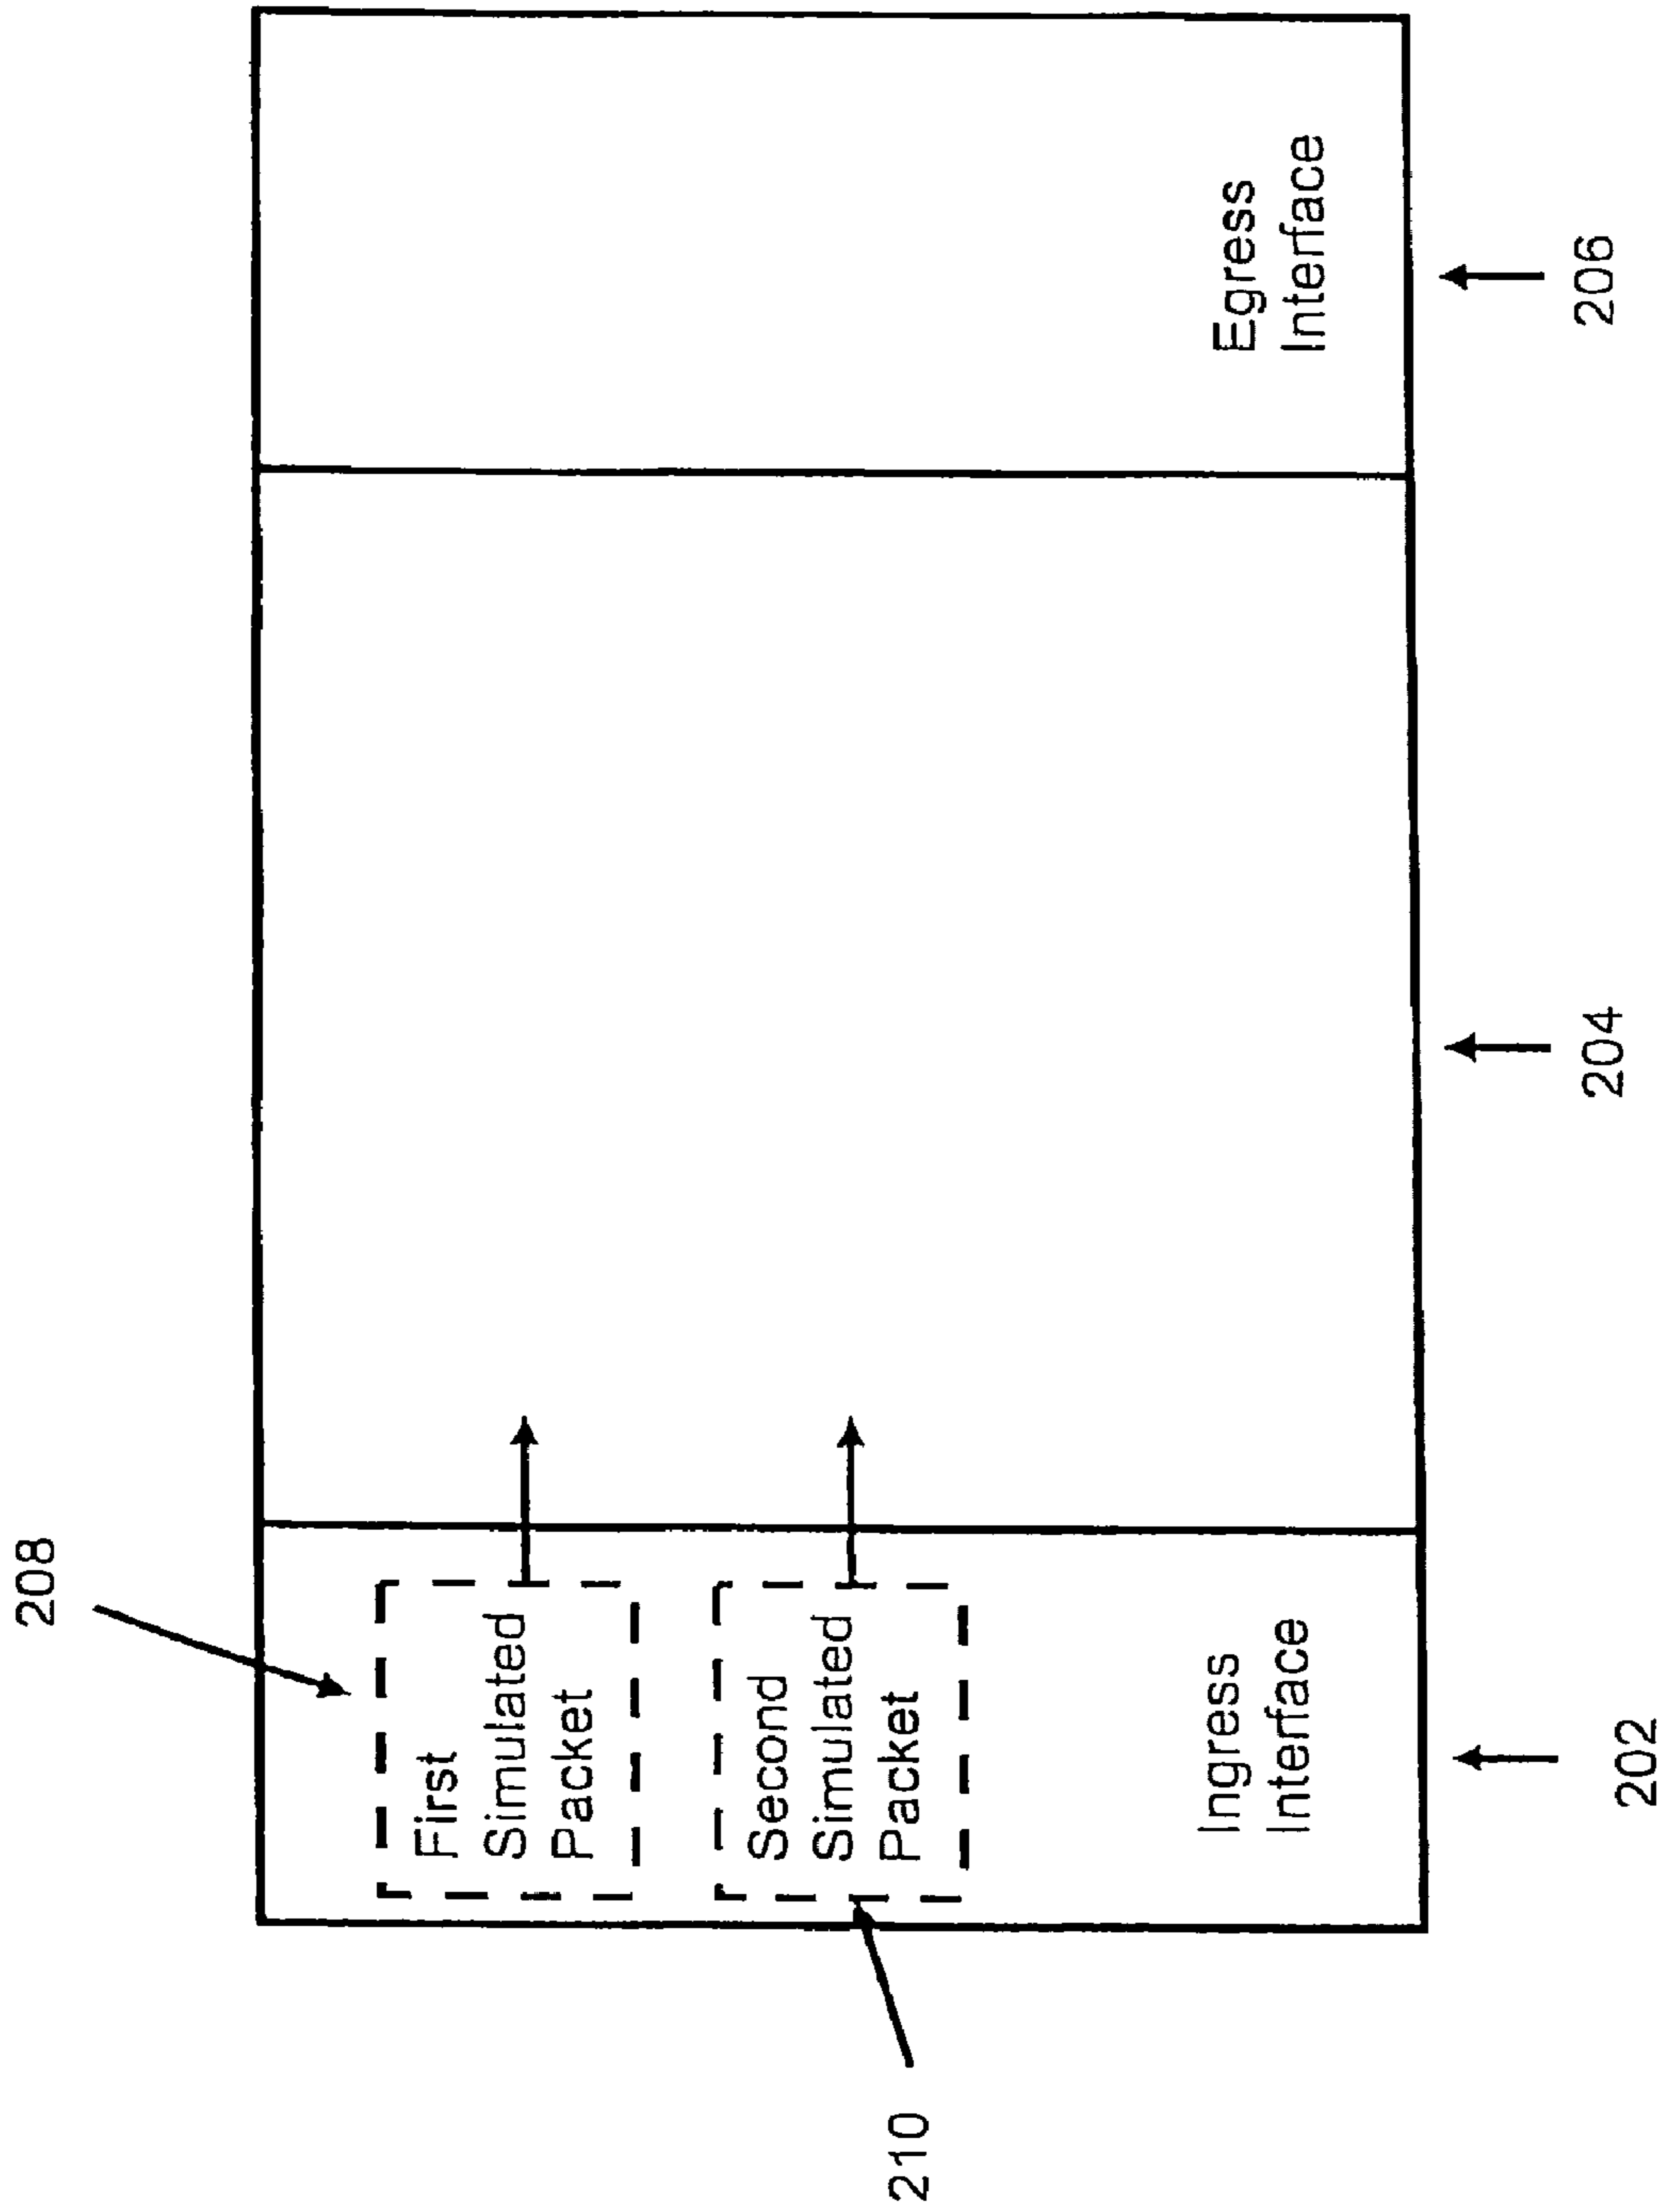 208
First
Simulated
Packet
Second
Simulated
Packet
210
Ingress
Interface
Egress
Interface
202
204
206